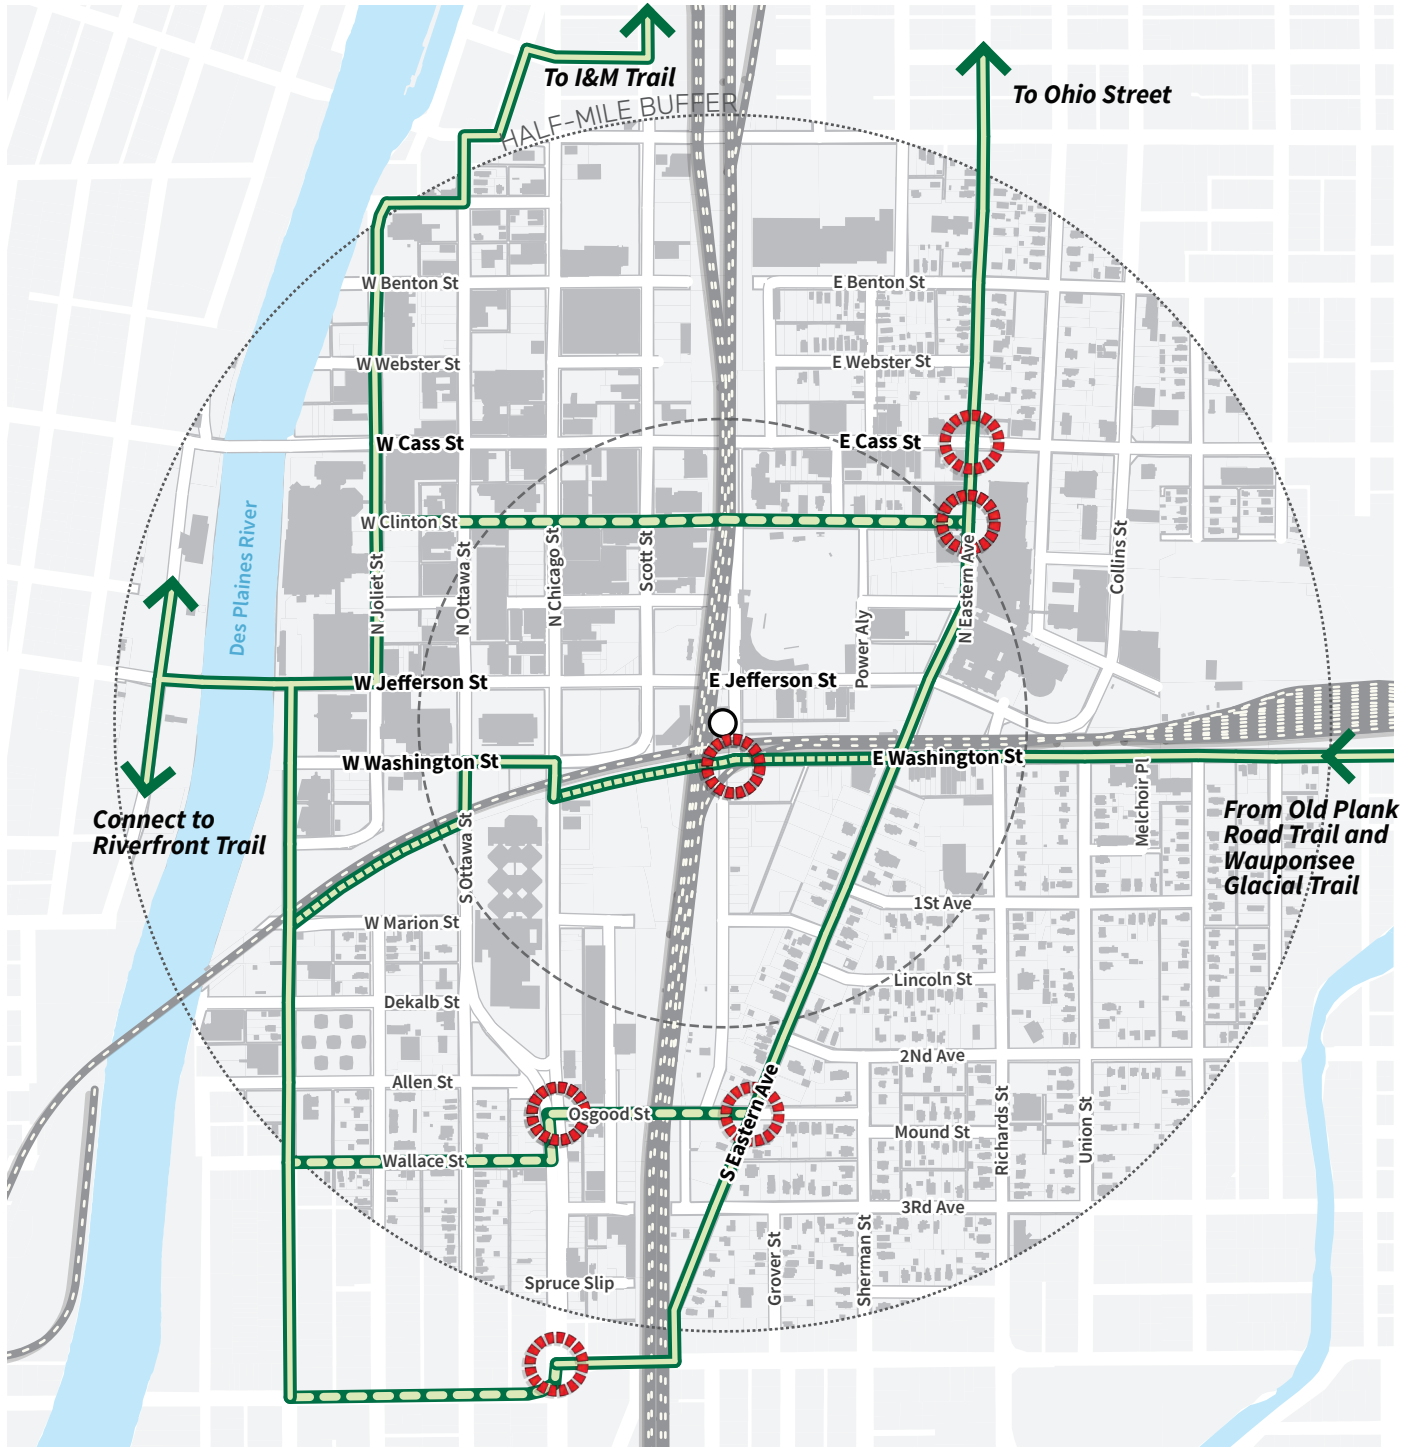 To I&M Trail
To Ohio Street
HALF-MILE BUFFER
W Benton St
E Benton St
W Webster St
E Webster St
W Cass St
E Cass St
W Clinton St
Des Plaines River
N Joliet St
N Ottawa St
N Chicago St
Scott St
Power Aly
N Eastern Ave
Collins St
W Jefferson St
E Jefferson St
W Washington St
E Washington St
Melchoir Pl
Connect to
Riverfront Trail
From Old Plank
Road Trail and
Wauponsee
Glacial Trail
S Ottawa St
1St Ave
W Marion St
Lincoln St
Dekalb St
2Nd Ave
Allen St
Osgood St
S Eastern Ave
Mound St
Richards St
Union St
Wallace St
3Rd Ave
Grover St
Sherman St
Spruce Slip